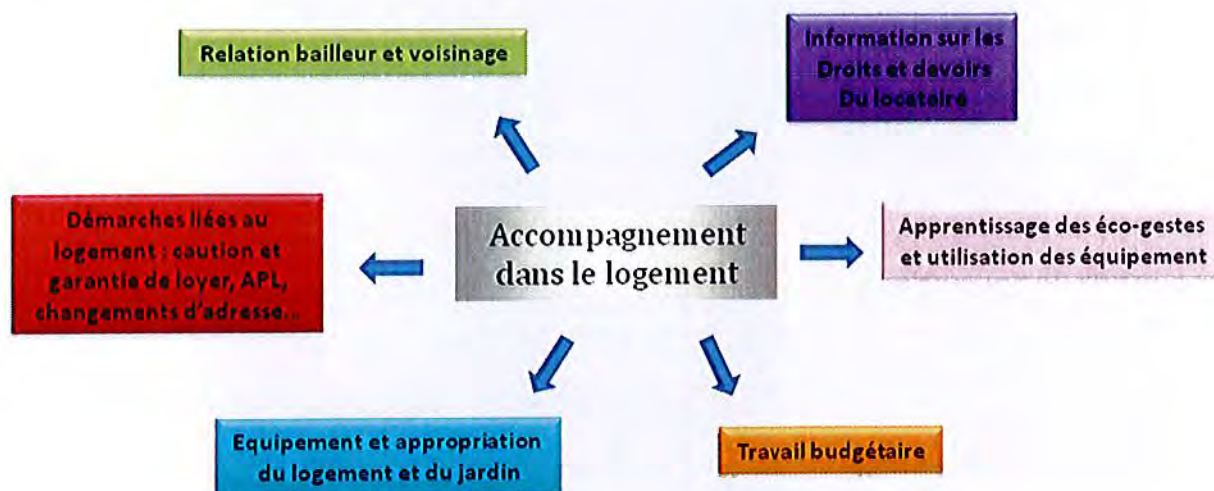 Relation bailleur et voisinage
Information sur les
Droits et devoirs
Du locataire
Démarches liées au
logement : caution et
garantie de loyer, APL,
changements d'adresse...
Accompagnement
dans le logement
Apprentissage des éco-gestes
et utilisation des équipement
Equipement et appropriation
du logement et du jardin
Travail budgétaire